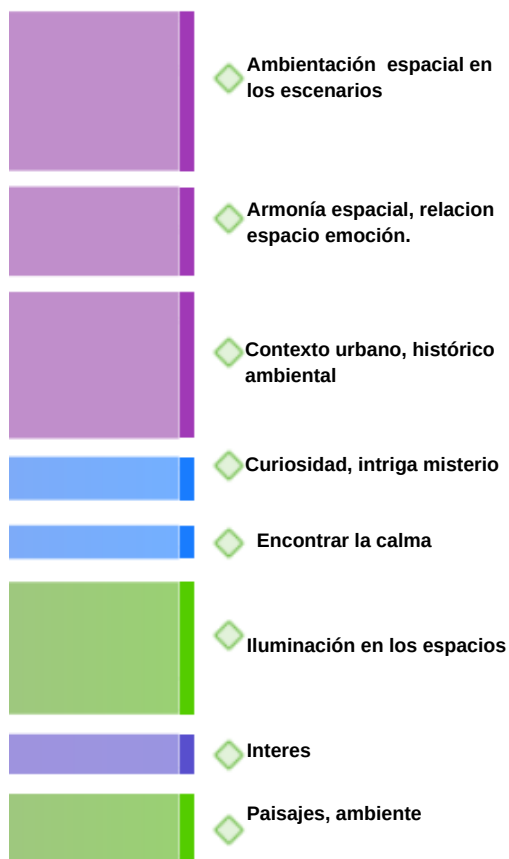 Ambientación espacial en
los escenarios
Armonía espacial, relacion
espacio emoción.
Contexto urbano, histórico
ambiental
Curiosidad, intriga misterio
Encontrar la calma
Iluminación en los espacios
Interes
Paisajes, ambiente